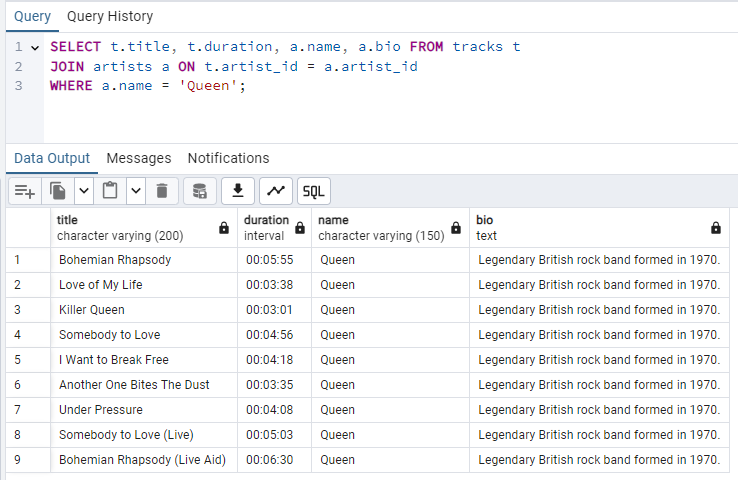 Query Query History
1 SELECT t.title, t.duration, a.name, a.bio FROM tracks t
2 JOIN artists a ON t.artist_id = a.artist_id
3 WHERE a.name = 'Queen';
Data Output Messages Notifications
SQL
title duration name bio
character varying (200) interval character varying (150) text
1 Bohemian Rhapsody 00:05:55 Queen Legendary British rock band formed in 1970.
2 Love of My Life 00:03:38 Queen Legendary British rock band formed in 1970.
3 Killer Queen 00:03:01 Queen Legendary British rock band formed in 1970.
4 Somebody to Love 00:04:56 Queen Legendary British rock band formed in 1970.
5 I Want to Break Free 00:04:18 Queen Legendary British rock band formed in 1970.
6 Another One Bites The Dust 00:03:35 Queen Legendary British rock band formed in 1970.
7 Under Pressure 00:04:08 Queen Legendary British rock band formed in 1970.
8 Somebody to Love (Live) 00:05:03 Queen Legendary British rock band formed in 1970.
9 Bohemian Rhapsody (Live Aid) 00:06:30 Queen Legendary British rock band formed in 1970.